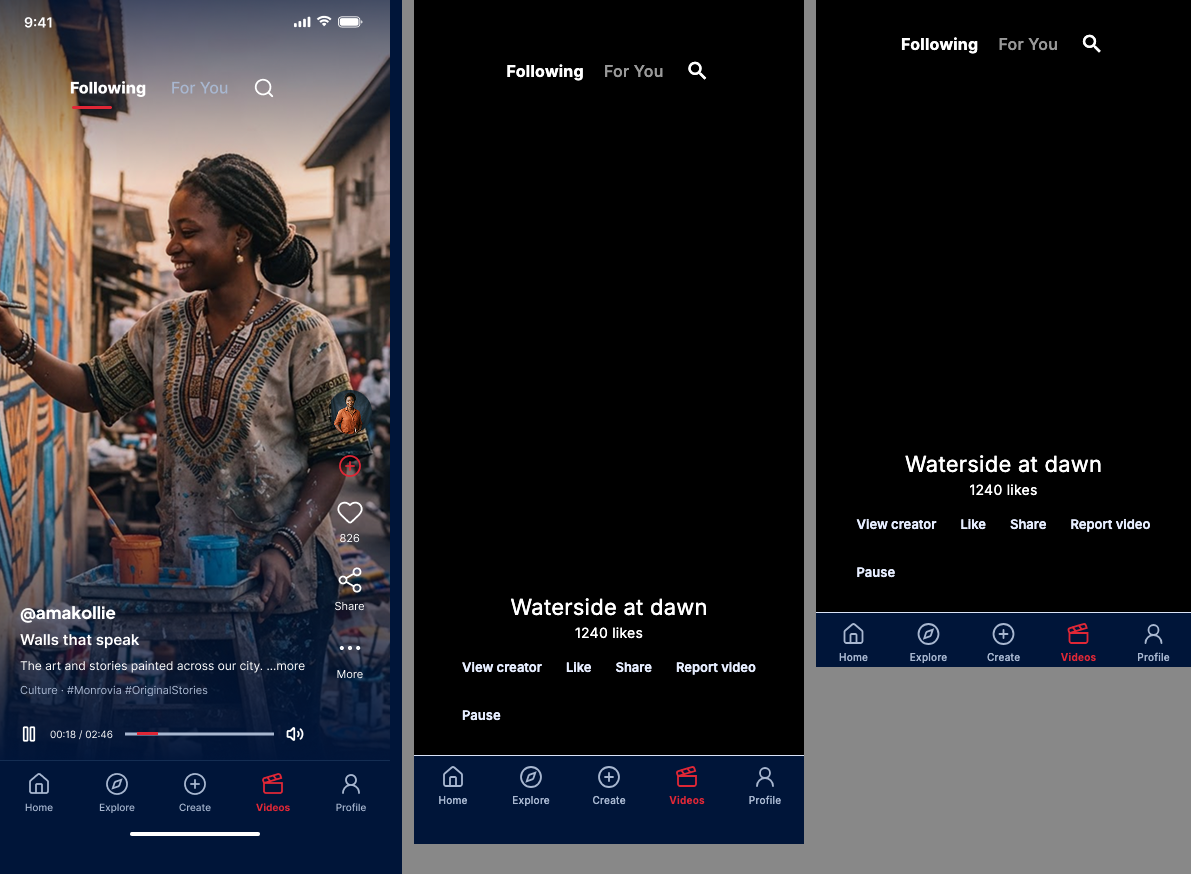 9:41
Following For You
826
Share
More
@amakollie
Walls that speak
The art and stories painted across our city. ...more
Culture · #Monrovia #OriginalStories
00:18 / 02:46
Home Explore Create Videos Profile
Following For You
Waterside at dawn
1240 likes
View creator Like Share Report video
Pause
Home Explore Create Videos Profile
Following For You
Waterside at dawn
1240 likes
View creator Like Share Report video
Pause
Home Explore Create Videos Profile